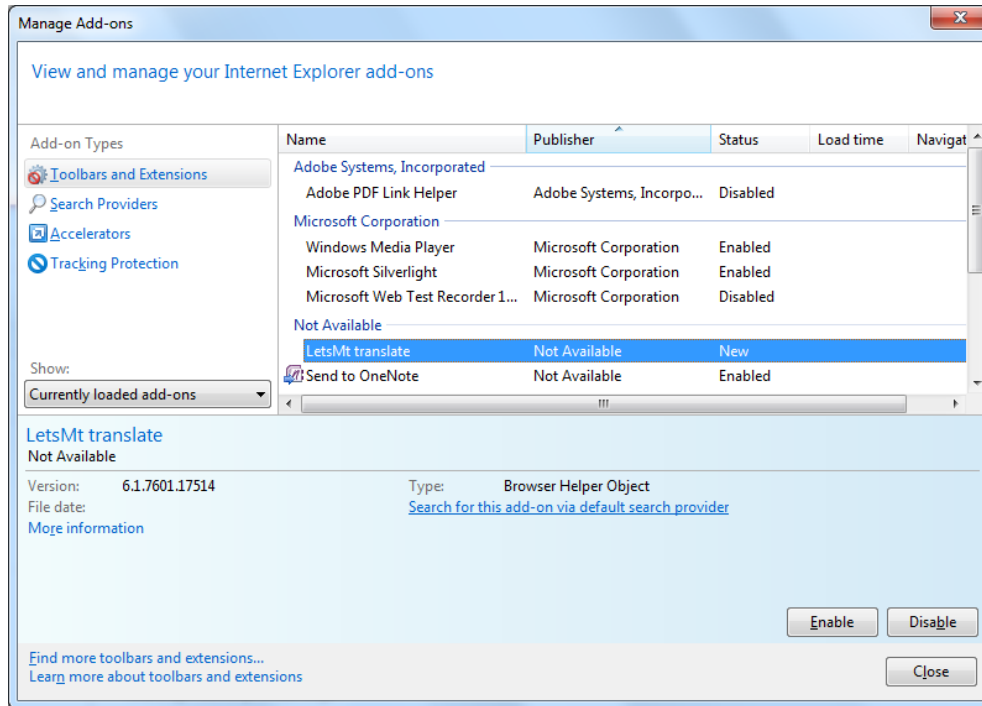 Manage Add-ons
View and manage your Internet Explorer add-ons
Add-on Types
Toolbars and Extensions
Search Providers
Accelerators
Tracking Protection
Show:
Currently loaded add-ons
Name Publisher Status Load time Navigat
Adobe Systems, Incorporated
Adobe PDF Link Helper Adobe Systems, Incorpo... Disabled
Microsoft Corporation
Windows Media Player Microsoft Corporation Enabled
Microsoft Silverlight Microsoft Corporation Enabled
Microsoft Web Test Recorder 1... Microsoft Corporation Disabled
Not Available
LetsMt translate Not Available New
Send to OneNote Not Available Enabled
LetsMt translate
Not Available
Version: 6.1.7601.17514 Type: Browser Helper Object
File date: Search for this add-on via default search provider
More information
Enable Disable
Find more toolbars and extensions...
Learn more about toolbars and extensions
Close